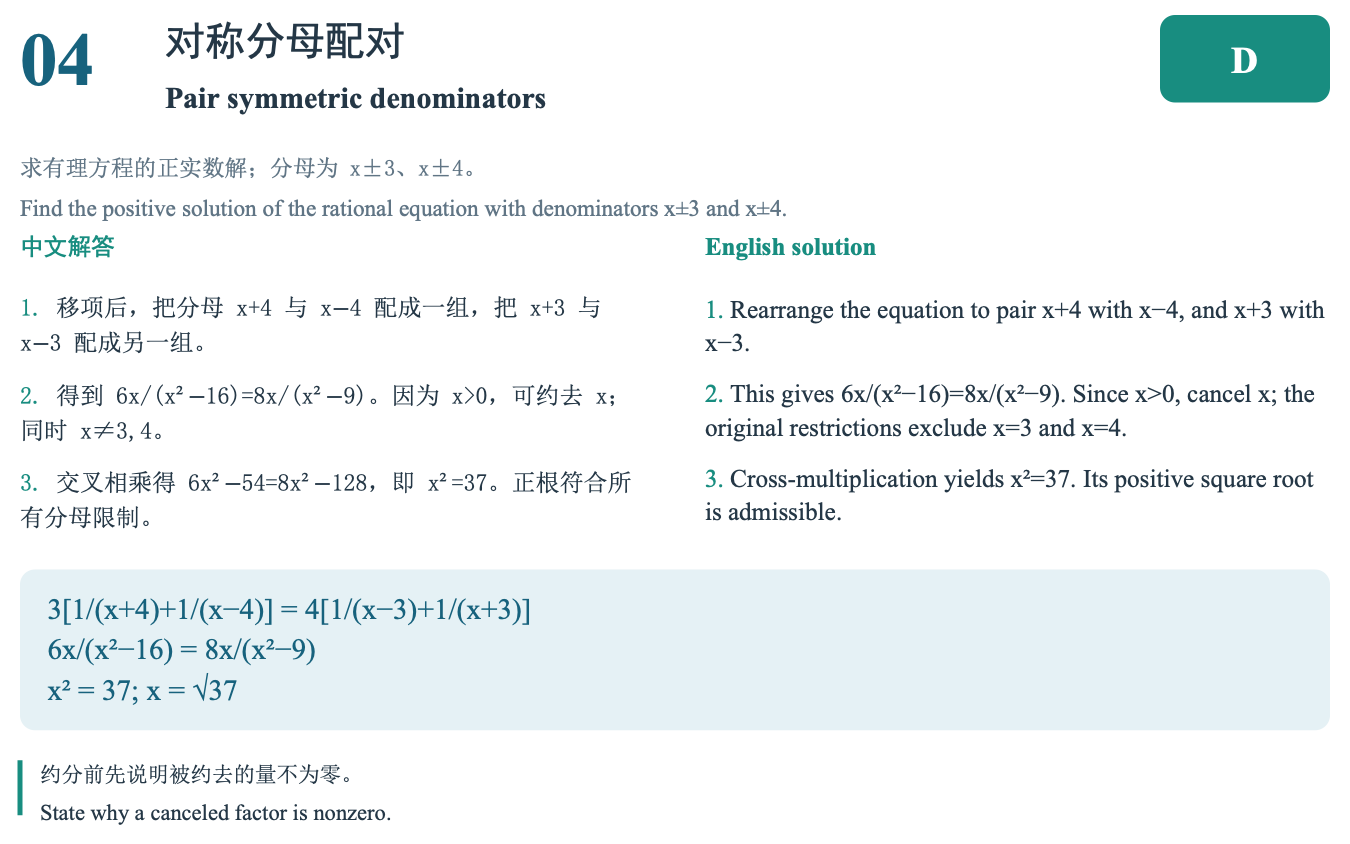 04
对称分母配对
Pair symmetric denominators
D
求有理方程的正实数解；分母为 x±3、x±4。
Find the positive solution of the rational equation with denominators x±3 and x±4.
中文解答
1. 移项后，把分母 x+4 与 x−4 配成一组，把 x+3 与
x−3 配成另一组。
2. 得到 6x/(x²−16)=8x/(x²−9)。因为 x>0，可约去 x；
同时 x≠3,4。
3. 交叉相乘得 6x²−54=8x²−128，即 x²=37。正根符合所
有分母限制。
English solution
1. Rearrange the equation to pair x+4 with x−4, and x+3 with
x−3.
2. This gives 6x/(x²−16)=8x/(x²−9). Since x>0, cancel x; the
original restrictions exclude x=3 and x=4.
3. Cross-multiplication yields x²=37. Its positive square root
is admissible.
3[1/(x+4)+1/(x−4)] = 4[1/(x−3)+1/(x+3)]
6x/(x²−16) = 8x/(x²−9)
x² = 37; x = √37
约分前先说明被约去的量不为零。
State why a canceled factor is nonzero.